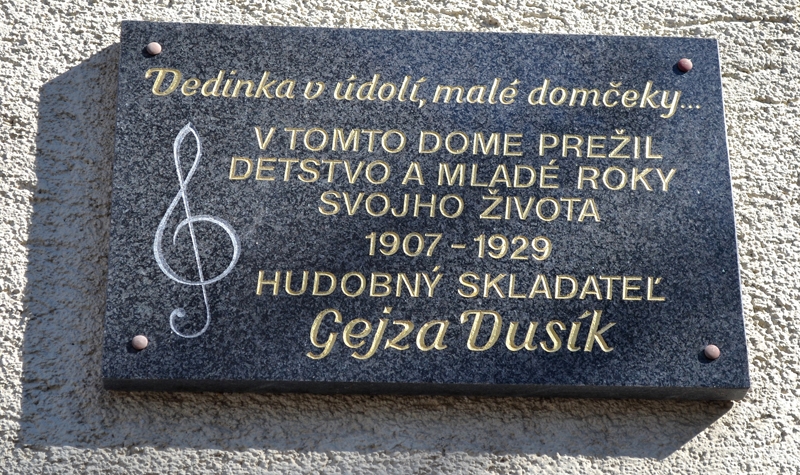 Dedinka v údolí, malé domčeky...
V TOMTO DOME PREŽIL
DETSTVO A MLADÉ ROKY
SVOJHO ŽIVOTA
1907 – 1929
HUDOBNÝ SKLADATEĽ
Gejza Dusík